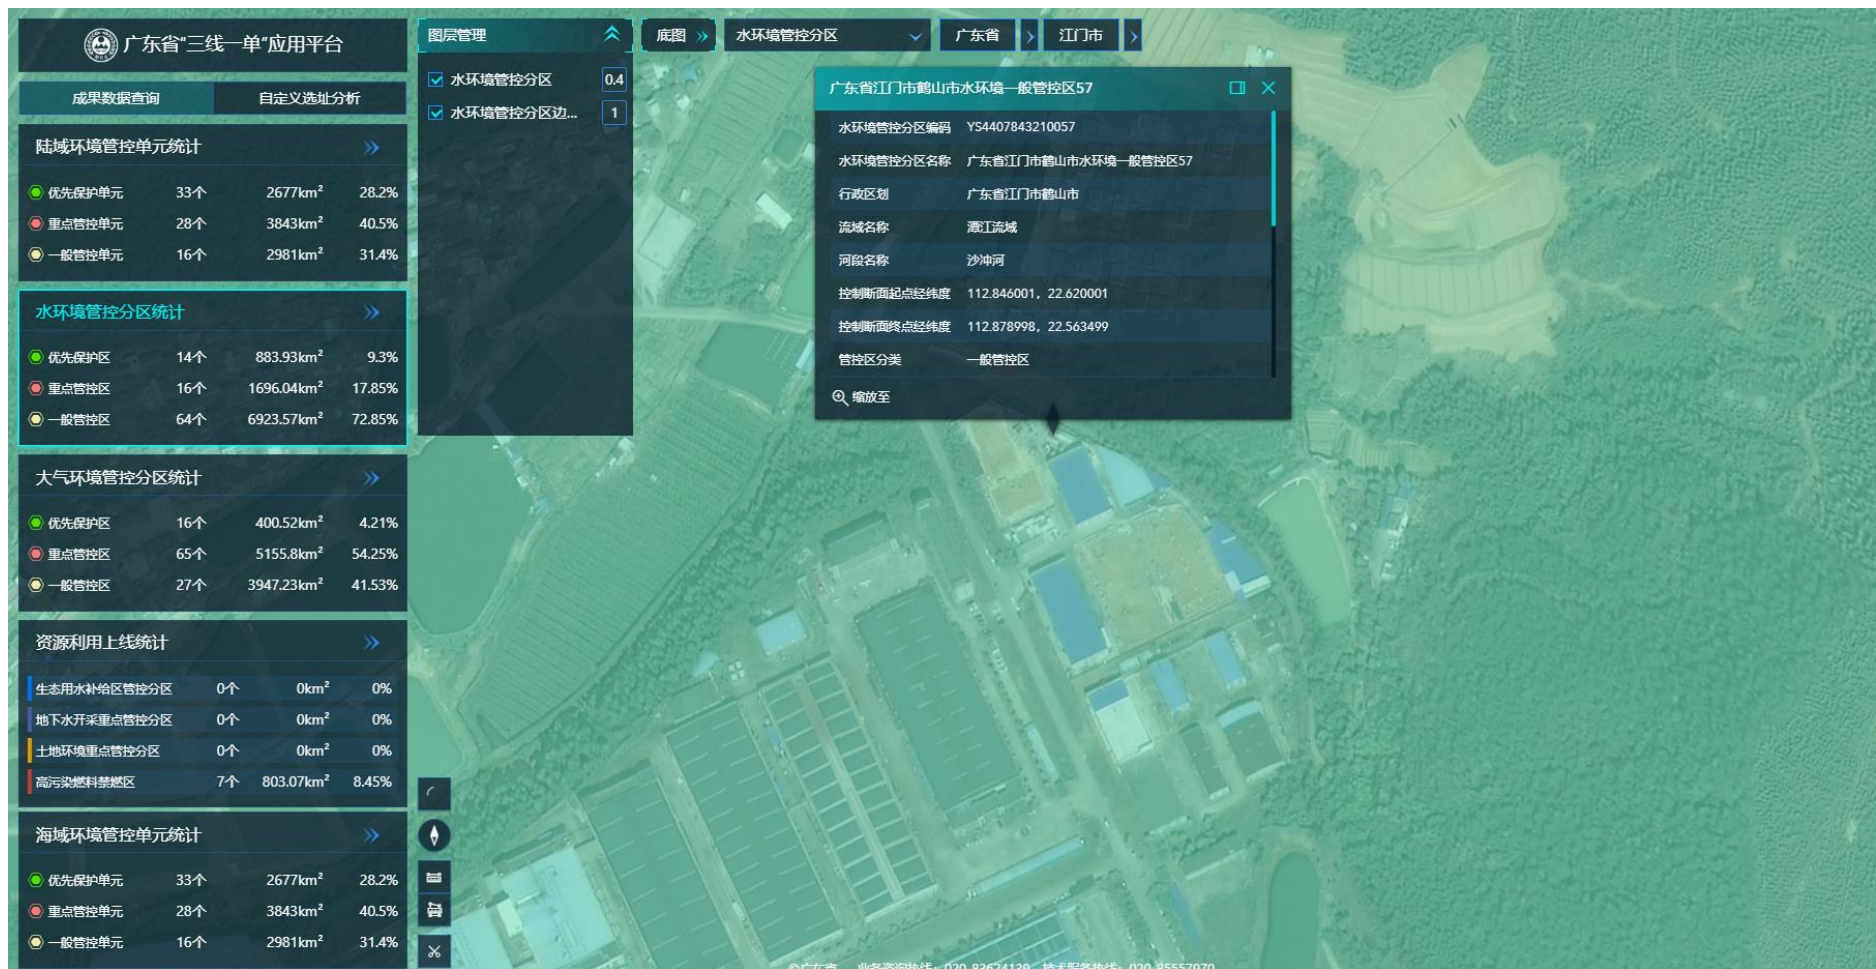 广东省“三线一单”应用平台
成果数据查询 自定义选址分析
陆域环境管控单元统计
优先保护单元 33个 2677km² 28.2%
重点管控单元 28个 3843km² 40.5%
一般管控单元 16个 2981km² 31.4%
水环境管控分区统计
优先保护区 14个 883.93km² 9.3%
重点管控区 16个 1696.04km² 17.85%
一般管控区 64个 6923.57km² 72.85%
大气环境管控分区统计
优先保护区 16个 400.52km² 4.21%
重点管控区 65个 5155.8km² 54.25%
一般管控区 27个 3947.23km² 41.53%
资源利用上线统计
生态用水补给区管控分区 0个 0km² 0%
地下水开采重点管控分区 0个 0km² 0%
土地环境重点管控分区 0个 0km² 0%
高污染燃料禁燃区 7个 803.07km² 8.45%
海域环境管控单元统计
优先保护单元 33个 2677km² 28.2%
重点管控单元 28个 3843km² 40.5%
一般管控单元 16个 2981km² 31.4%
图层管理
水环境管控分区 0.4
水环境管控分区边... 1
底图 水环境管控分区 广东省 江门市
广东省江门市鹤山市水环境一般管控区57
水环境管控分区编码 YS4407843210057
水环境管控分区名称 广东省江门市鹤山市水环境一般管控区57
行政区划 广东省江门市鹤山市
流域名称 潭江流域
河段名称 沙冲河
控制断面起点经纬度 112.846001，22.620001
控制断面终点经纬度 112.878998，22.563499
管控区分类 一般管控区
缩放至
©广东省 业务咨询热线：020-83624139 技术服务热线：020-85557970